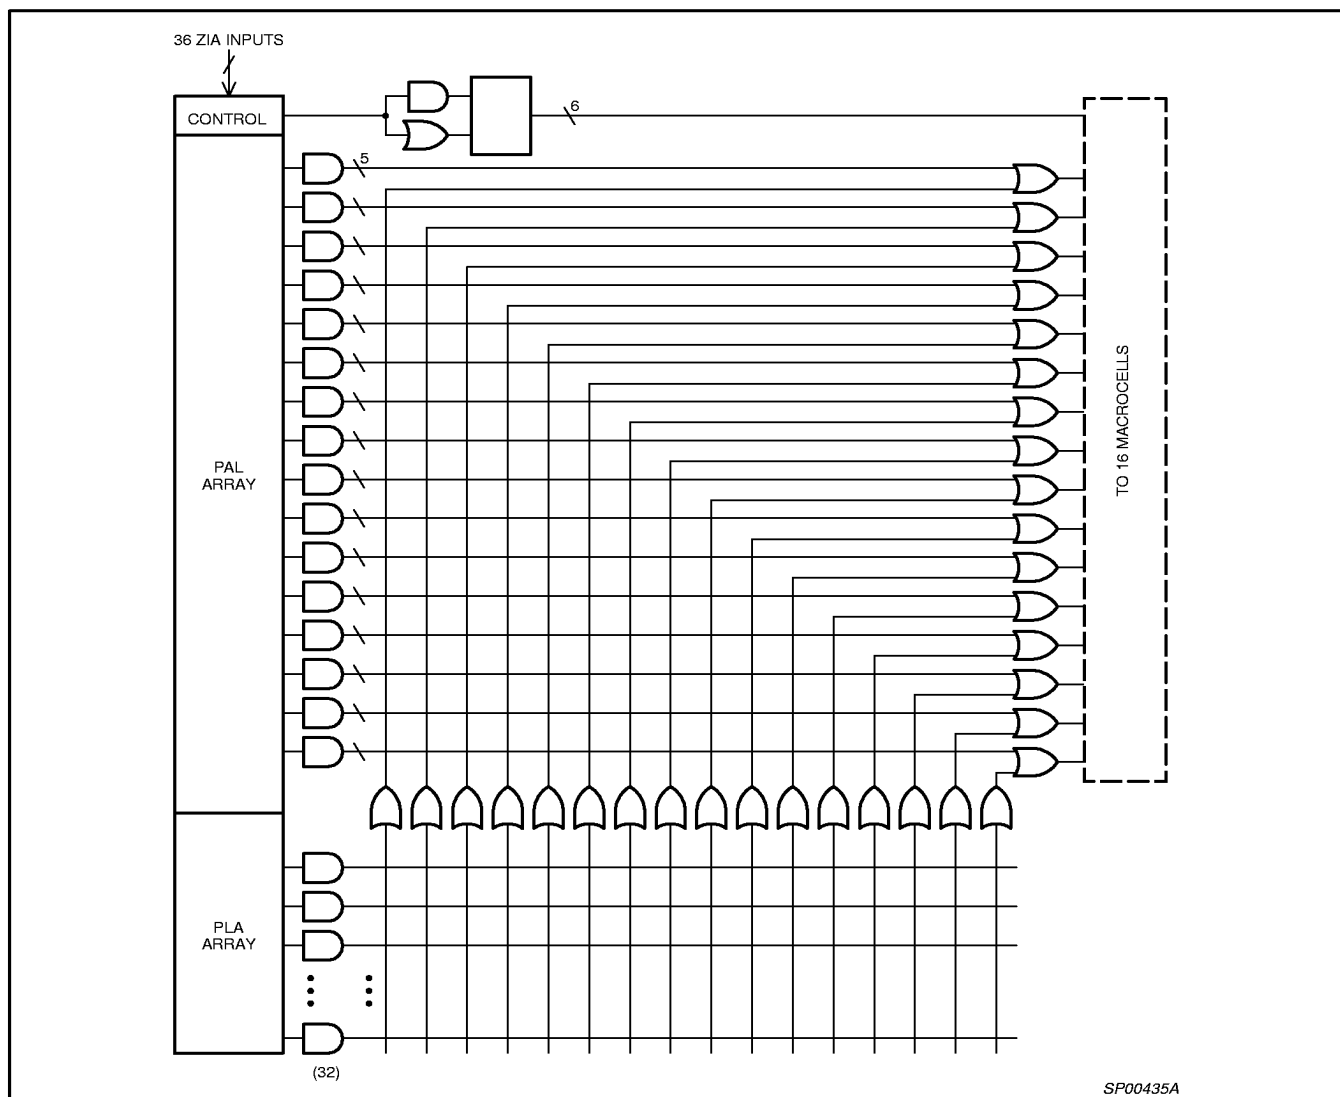 36 ZIA INPUTS
CONTROL
6
5
PAL
ARRAY
TO 16 MACROCELLS
PLA
ARRAY
(32)
SP00435A